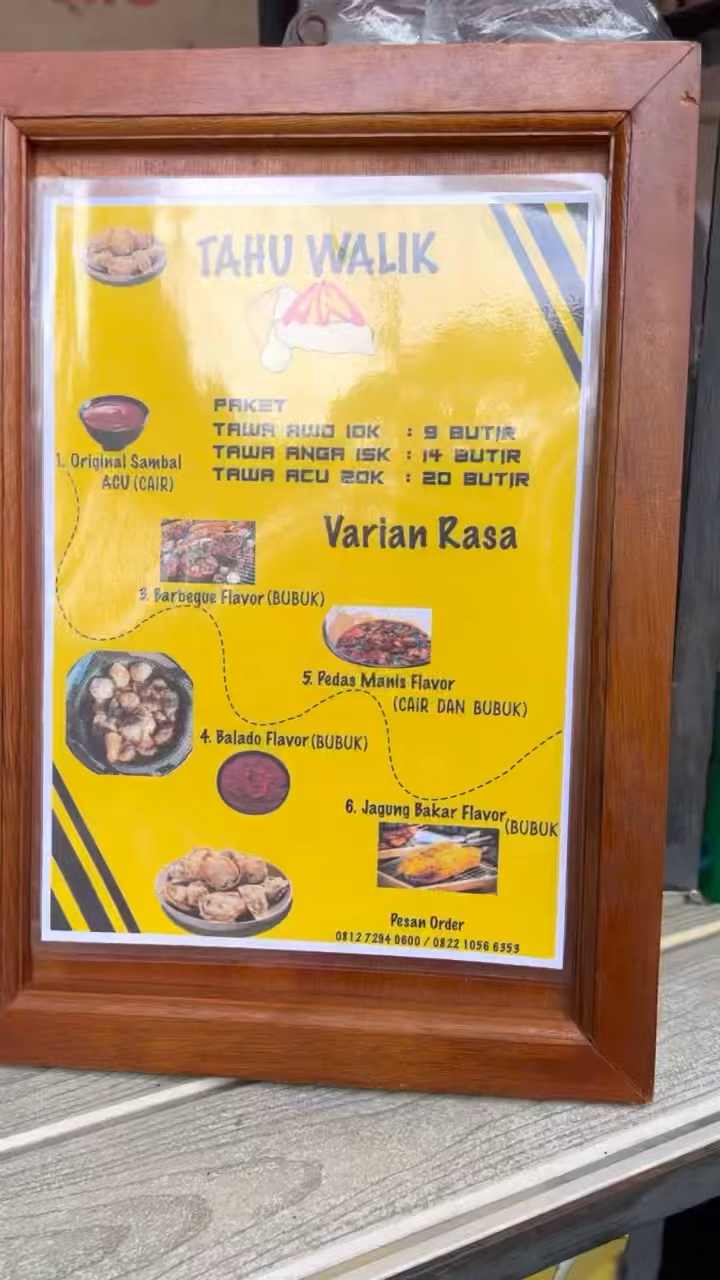 TAHU WALIK
PAKET
TAWA AWO 10K : 9 BUTIR
TAWA ANGA 15K : 14 BUTIR
TAWA ACU 20K : 20 BUTIR
1. Original Sambal
ACU (CAIR)
Varian Rasa
3. Barbeque Flavor (BUBUK)
5. Pedas Manis Flavor
(CAIR DAN BUBUK)
4. Balado Flavor (BUBUK)
6. Jagung Bakar Flavor
(BUBUK
Pesan Order
0812 7294 0600 / 0822 1056 6353